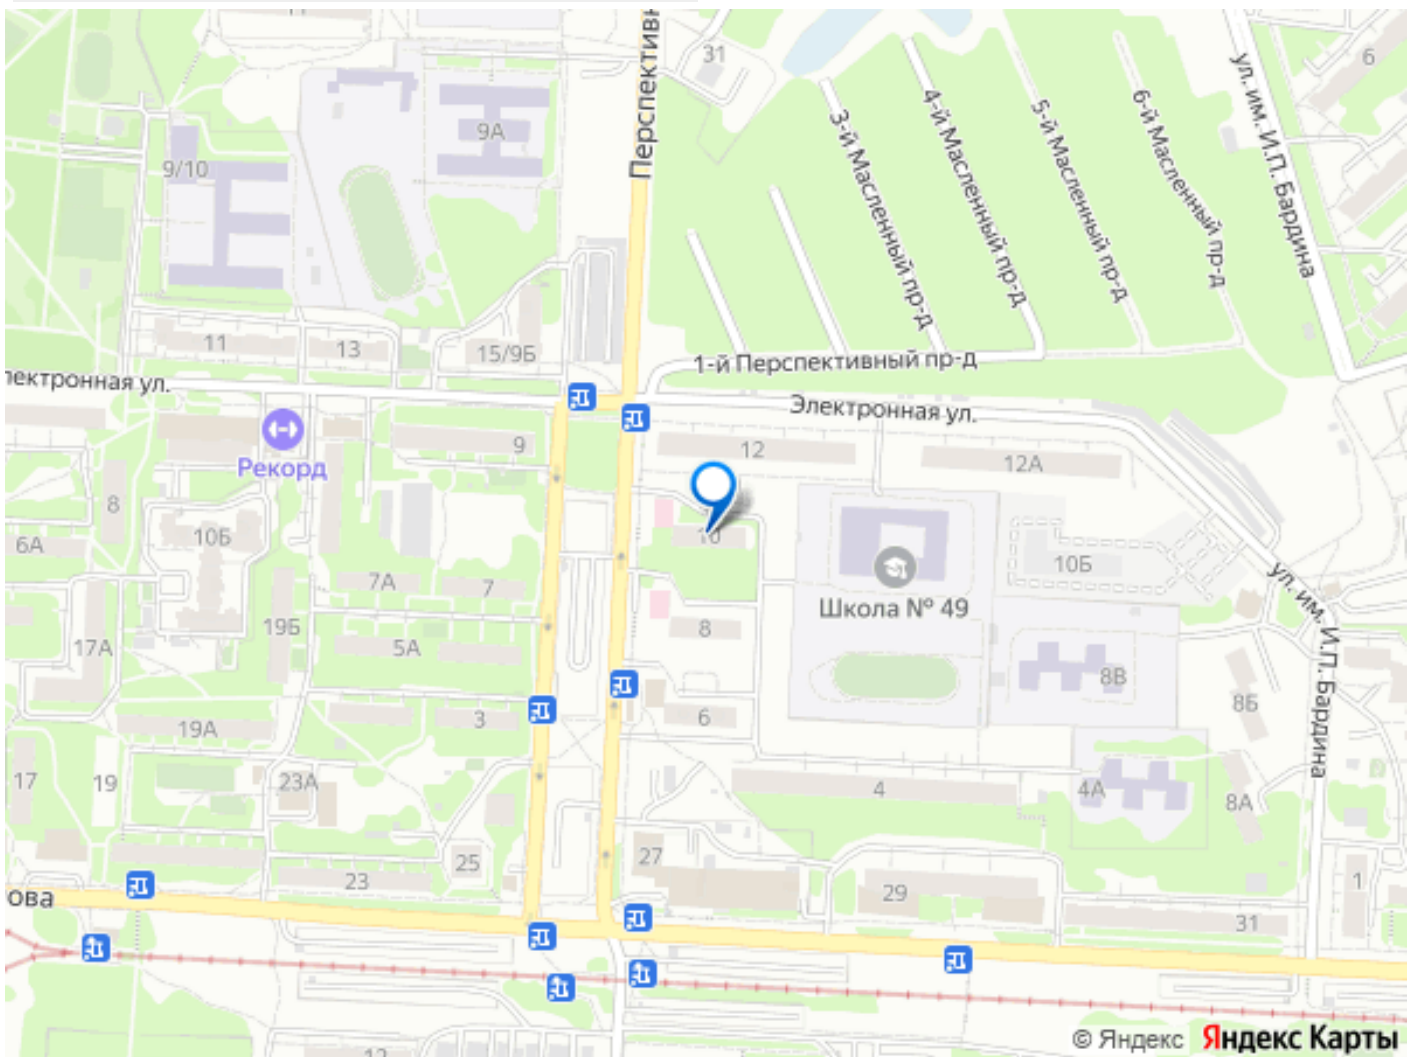 Перспективн
31
ул. им. И.П. Бардина
6
9А
9/10
3-й Масленный пр-д
4-й Масленный пр-д
5-й Масленный пр-д
6-й Масленный пр-д
11
13
15/9Б
1-й Перспективный пр-д
лектронная ул.
Электронная ул.
9
12
12А
Рекорд
8
6А
10Б
10
10Б
7А
7
Школа № 49
ул. им. И.П. Бардина
19Б
17А
5А
8
8В
8Б
19А
3
6
17
19
23А
4
4А
8А
25
27
23
29
1
ова
31
12
© Яндекс Яндекс Карты